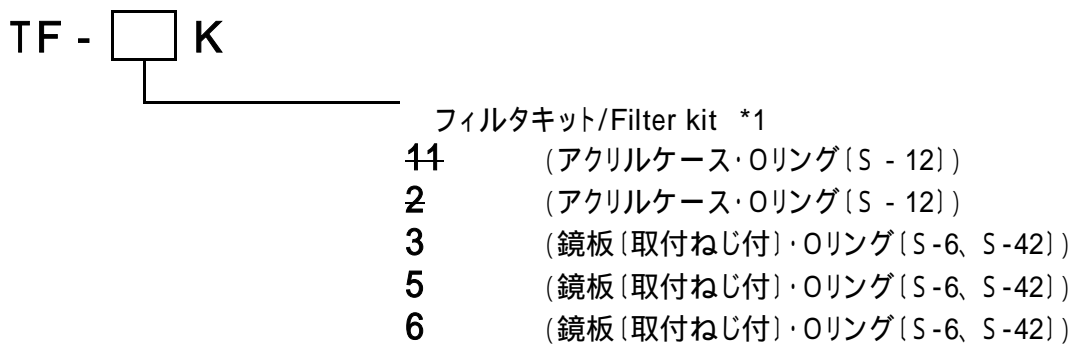 TF - □ K
フィルタキット/Filter kit *1
11 (アクリルケース・Oリング〔S - 12〕)
2 (アクリルケース・Oリング〔S - 12〕)
3 (鏡板〔取付ねじ付〕・Oリング〔S-6、S-42〕)
5 (鏡板〔取付ねじ付〕・Oリング〔S-6、S-42〕)
6 (鏡板〔取付ねじ付〕・Oリング〔S-6、S-42〕)